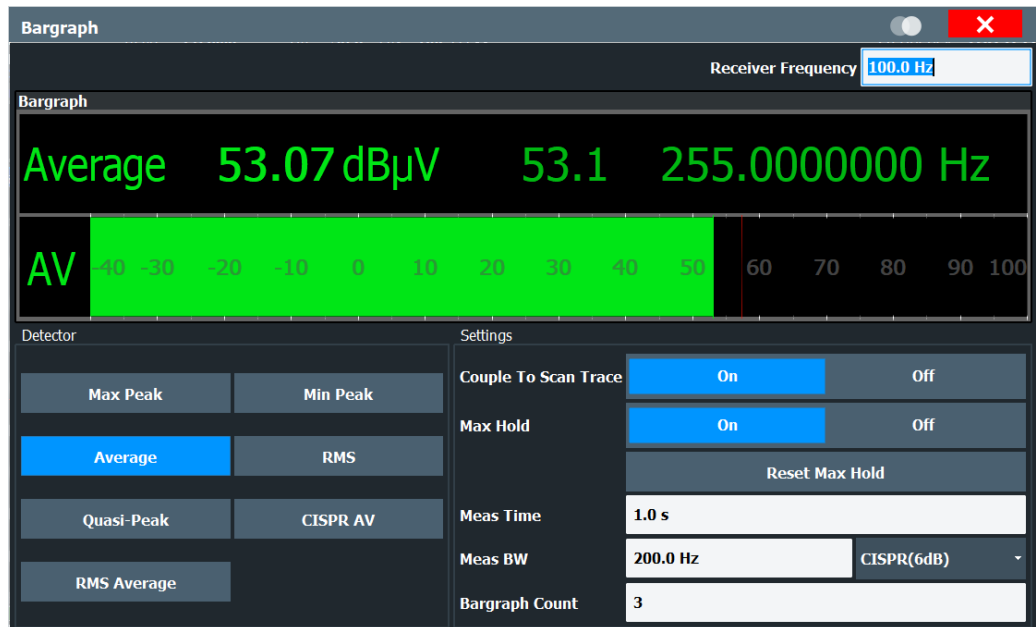 Bargraph
Receiver Frequency 100.0 Hz
Bargraph
Average 53.07 dBµV 53.1 255.0000000 Hz
AV -40 -30 -20 -10 0 10 20 30 40 50 60 70 80 90 100
Detector
Max Peak Min Peak
Average RMS
Quasi-Peak CISPR AV
RMS Average
Settings
Couple To Scan Trace On Off
Max Hold On Off
Reset Max Hold
Meas Time 1.0 s
Meas BW 200.0 Hz CISPR(6dB)
Bargraph Count 3